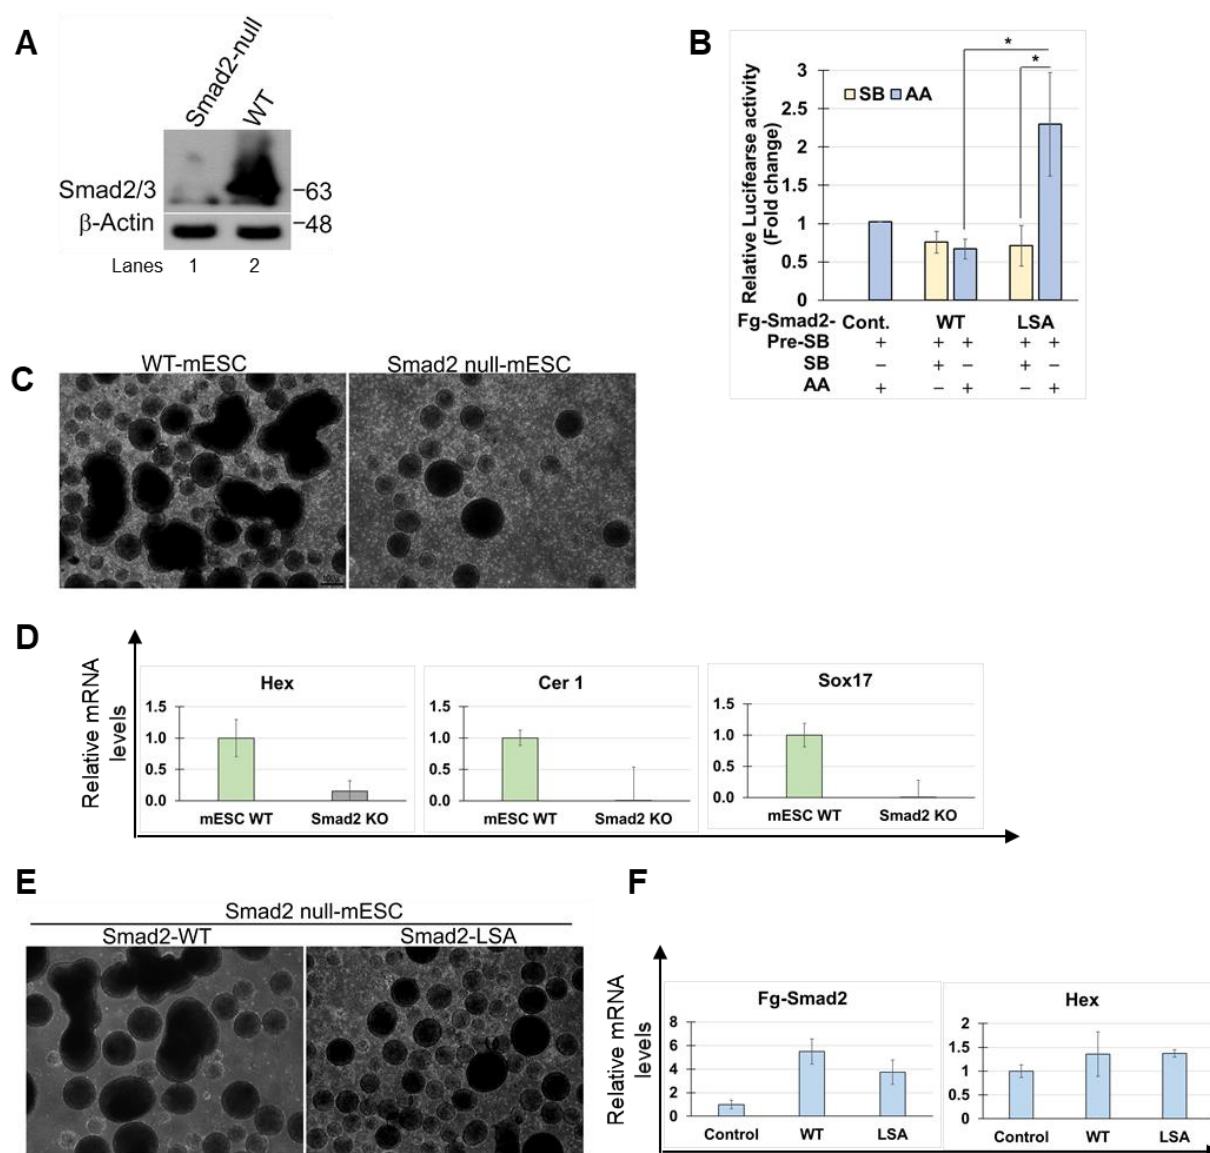 A
Smad2-null
WT
Smad2/3
–63
β-Actin
–48
Lanes 1 2
B
Relative Lucifearse activity
(Fold change)
* *
3
2.5
2
1.5
1
0.5
0
SB AA
Fg-Smad2- Cont. WT LSA
Pre-SB + + + + +
SB – + – + –
AA + – + – +
C
WT-mESC Smad2 null-mESC
D
Relative mRNA
levels
Hex
1.5
1.0
0.5
0.0
mESC WT Smad2 KO
Cer 1
1.5
1.0
0.5
0.0
mESC WT Smad2 KO
Sox17
1.5
1.0
0.5
0.0
mESC WT Smad2 KO
E
Smad2 null-mESC
Smad2-WT Smad2-LSA
F
Relative mRNA
levels
Fg-Smad2
8
6
4
2
0
Control WT LSA
Hex
2
1.5
1
0.5
0
Control WT LSA